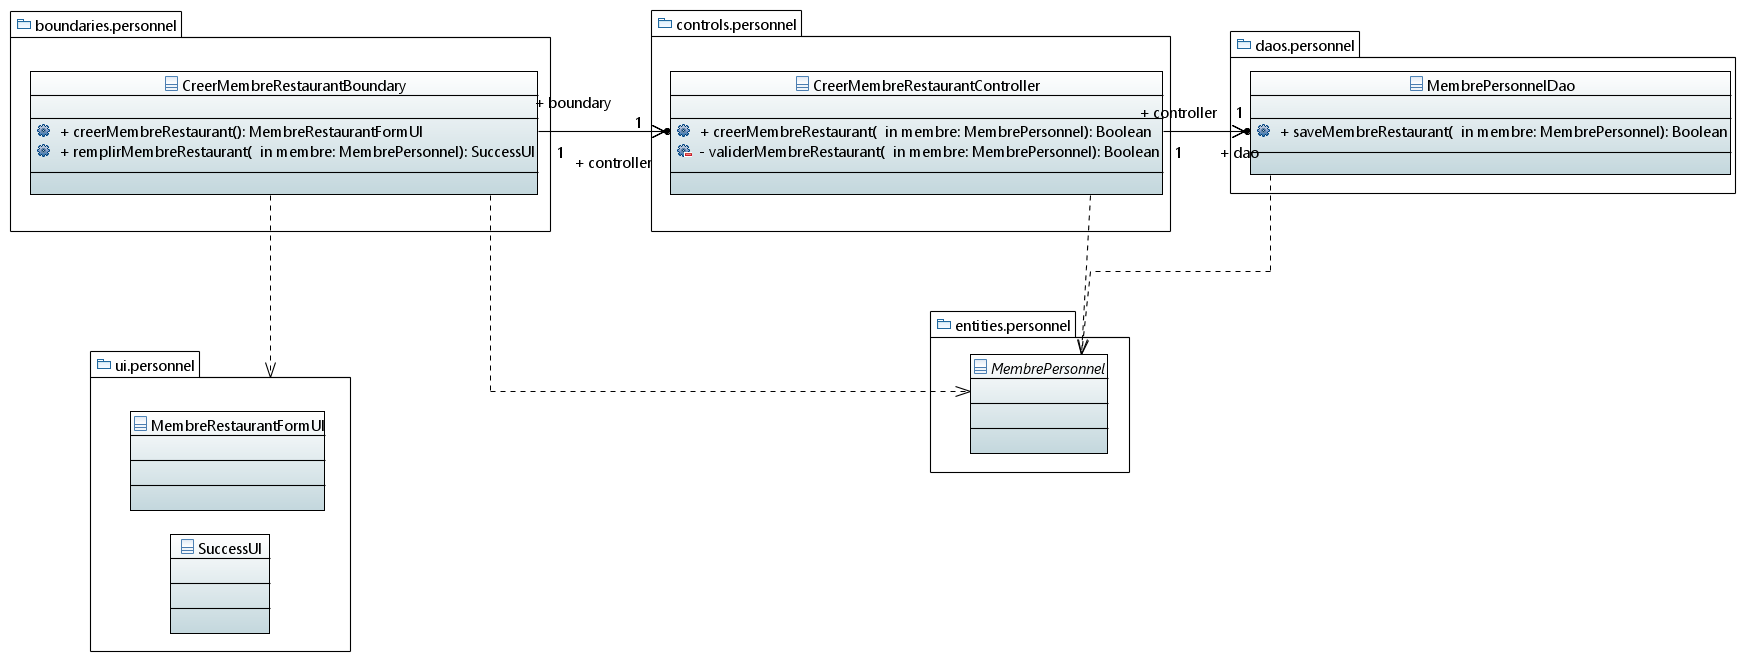 boundaries.personnel
CreerMembreRestaurantBoundary
+ creerMembreRestaurant(): MembreRestaurantFormUI
+ remplirMembreRestaurant( in membre: MembrePersonnel): SuccessUI
+ boundary
1
1
+ controller
controls.personnel
CreerMembreRestaurantController
+ creerMembreRestaurant( in membre: MembrePersonnel): Boolean
- validerMembreRestaurant( in membre: MembrePersonnel): Boolean
+ controller
1
1
+ dao
daos.personnel
MembrePersonnelDao
+ saveMembreRestaurant( in membre: MembrePersonnel): Boolean
entities.personnel
MembrePersonnel
ui.personnel
MembreRestaurantFormUI
SuccessUI